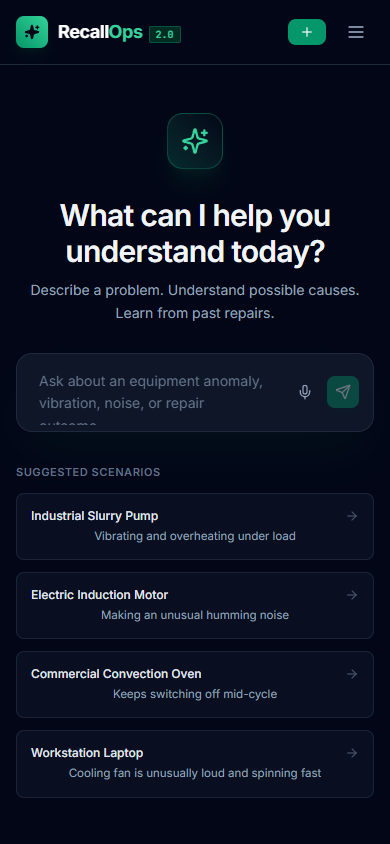 RecallOps 2.0
What can I help you
understand today?
Describe a problem. Understand possible causes.
Learn from past repairs.
Ask about an equipment anomaly,
vibration, noise, or repair
SUGGESTED SCENARIOS
Industrial Slurry Pump
Vibrating and overheating under load
Electric Induction Motor
Making an unusual humming noise
Commercial Convection Oven
Keeps switching off mid-cycle
Workstation Laptop
Cooling fan is unusually loud and spinning fast